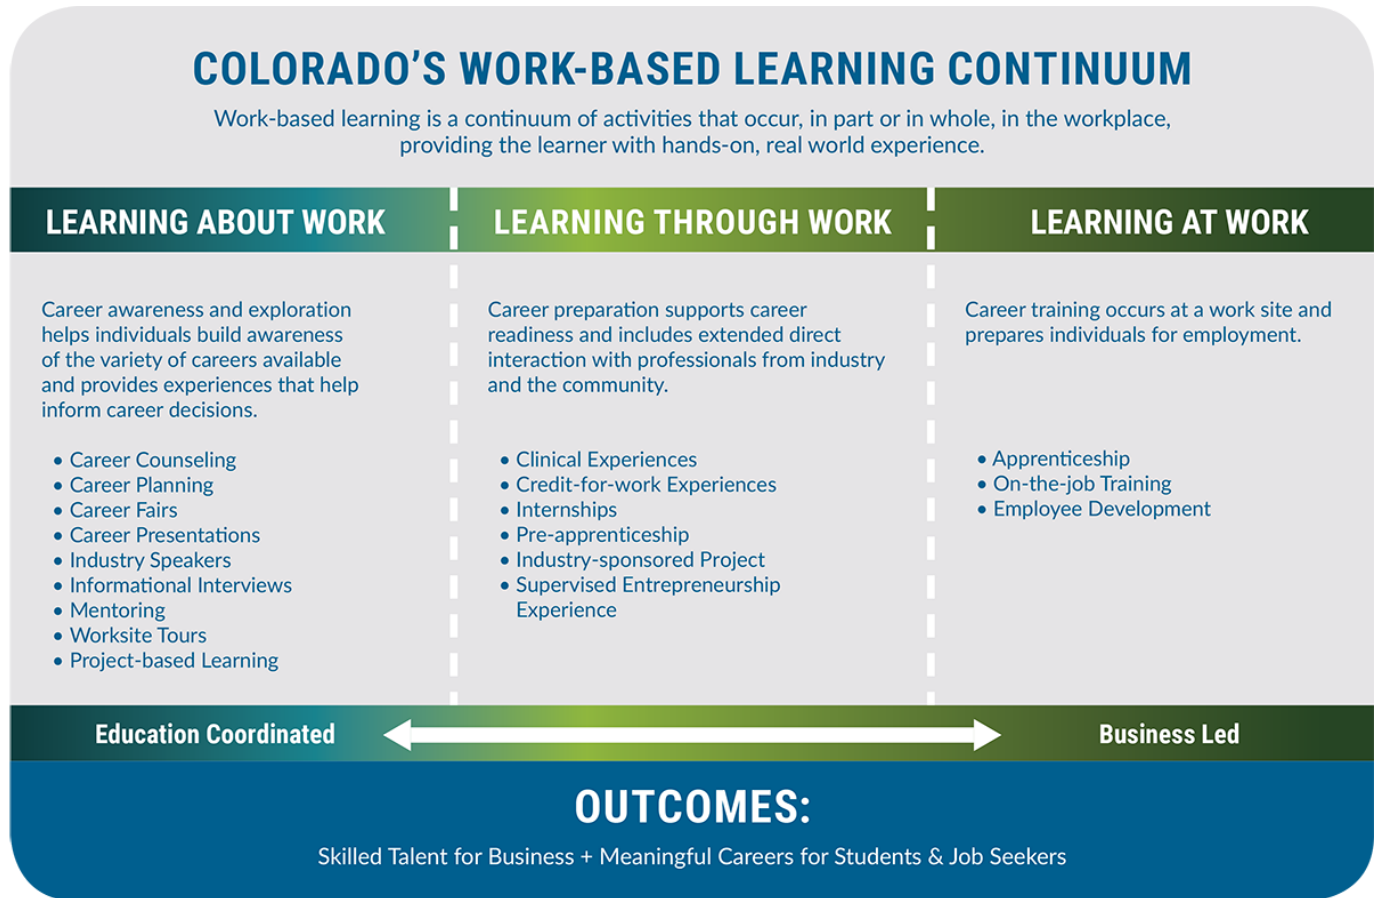 COLORADO’S WORK-BASED LEARNING CONTINUUM
Work-based learning is a continuum of activities that occur, in part or in whole, in the workplace,
providing the learner with hands-on, real world experience.
LEARNING ABOUT WORK
Career awareness and exploration
helps individuals build awareness
of the variety of careers available
and provides experiences that help
inform career decisions.
• Career Counseling
• Career Planning
• Career Fairs
• Career Presentations
• Industry Speakers
• Informational Interviews
• Mentoring
• Worksite Tours
• Project-based Learning
LEARNING THROUGH WORK
Career preparation supports career
readiness and includes extended direct
interaction with professionals from industry
and the community.
• Clinical Experiences
• Credit-for-work Experiences
• Internships
• Pre-apprenticeship
• Industry-sponsored Project
• Supervised Entrepreneurship
Experience
LEARNING AT WORK
Career training occurs at a work site and
prepares individuals for employment.
• Apprenticeship
• On-the-job Training
• Employee Development
Education Coordinated
Business Led
OUTCOMES:
Skilled Talent for Business + Meaningful Careers for Students & Job Seekers